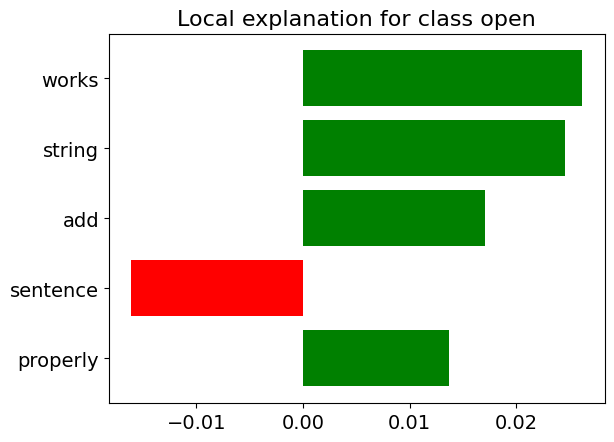 Local explanation for class open
works
string
add
sentence
properly
−0.01 0.00 0.01 0.02